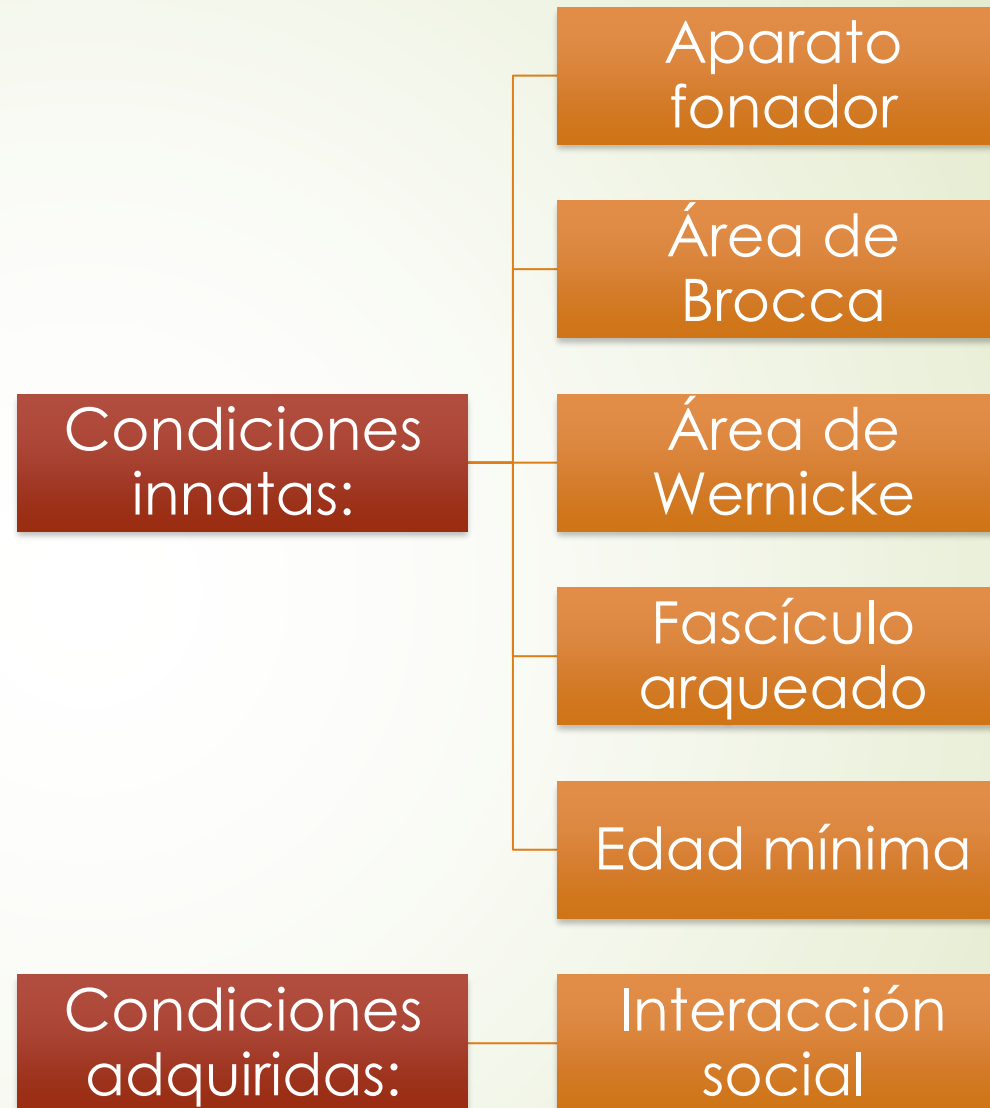 Condiciones
innatas:
Aparato
fonador
Área de
Brocca
Área de
Wernicke
Fascículo
arqueado
Edad mínima
Condiciones
adquiridas:
Interacción
social